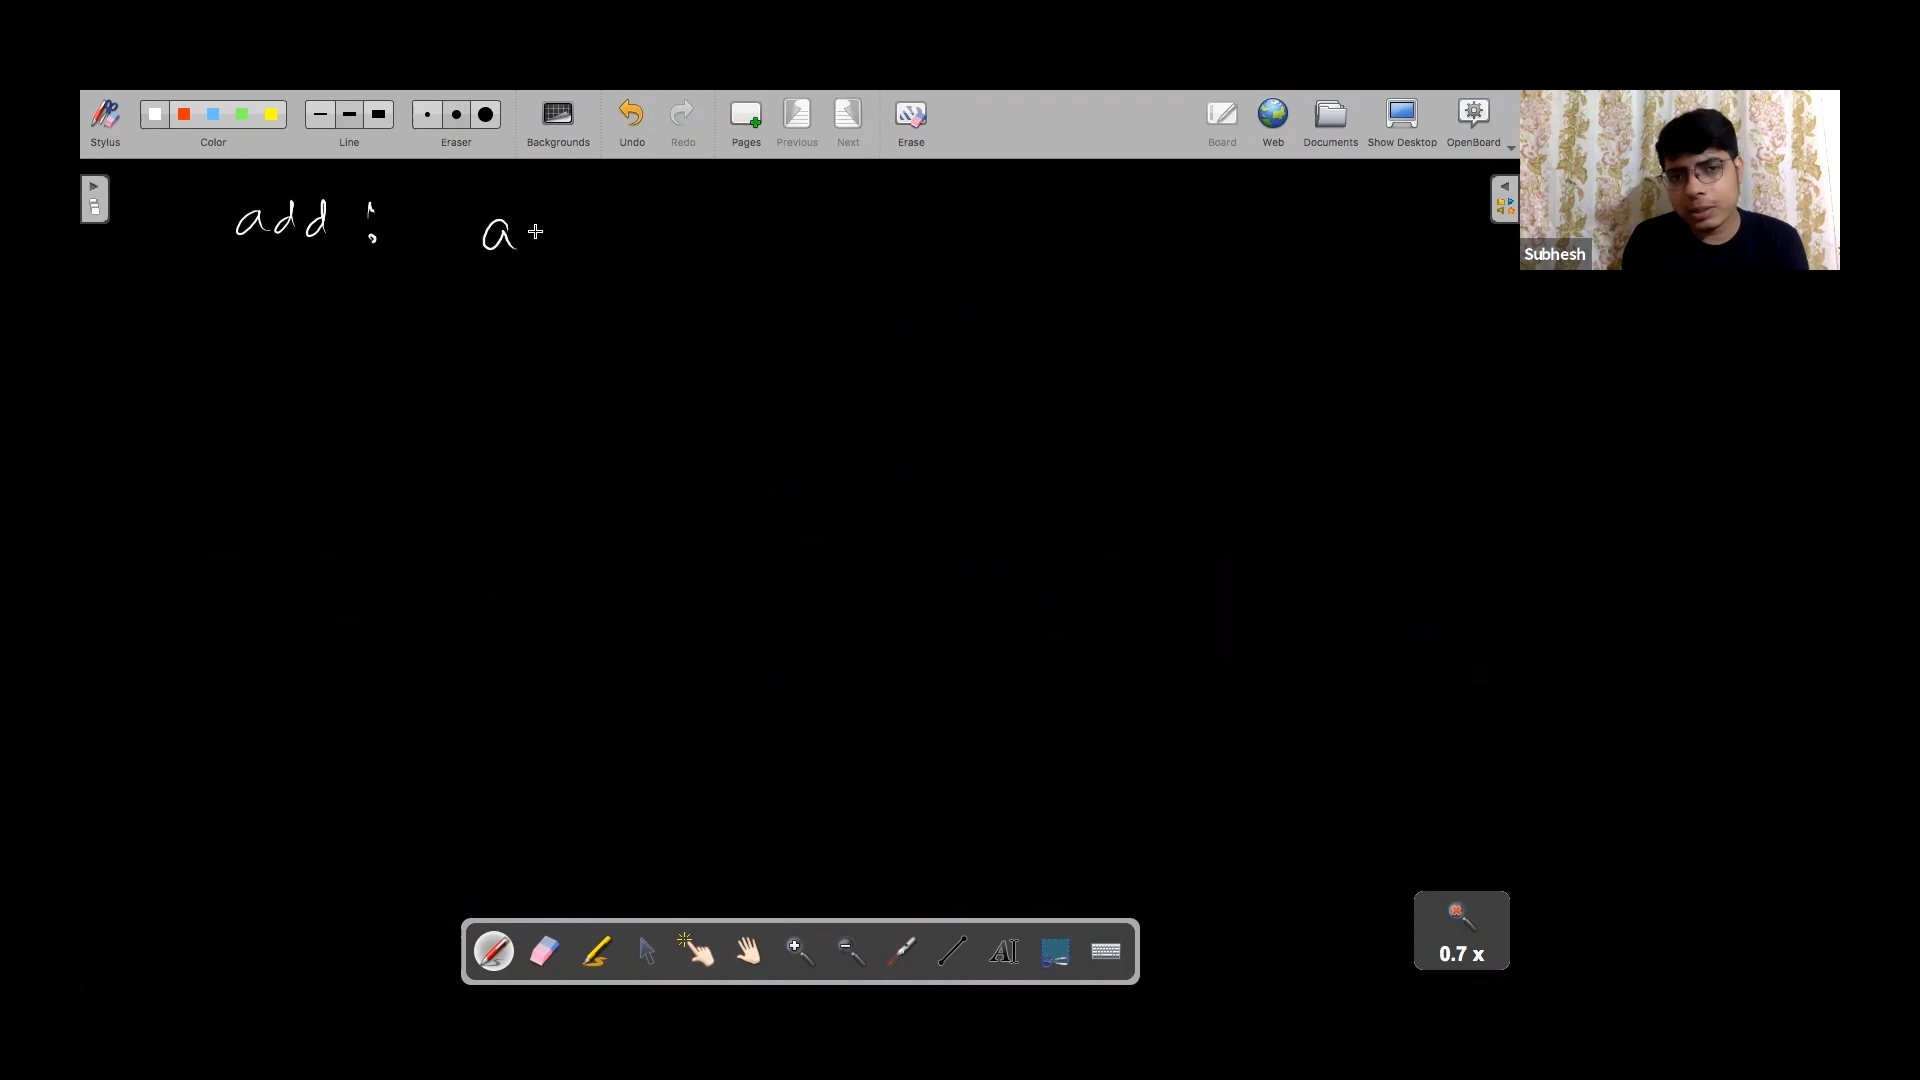 Stylus Color Line Eraser Backgrounds Undo Redo Pages Previous Next Erase Board Web Documents Show Desktop OpenBoard
add : a
Subhesh
AI
0.7 x